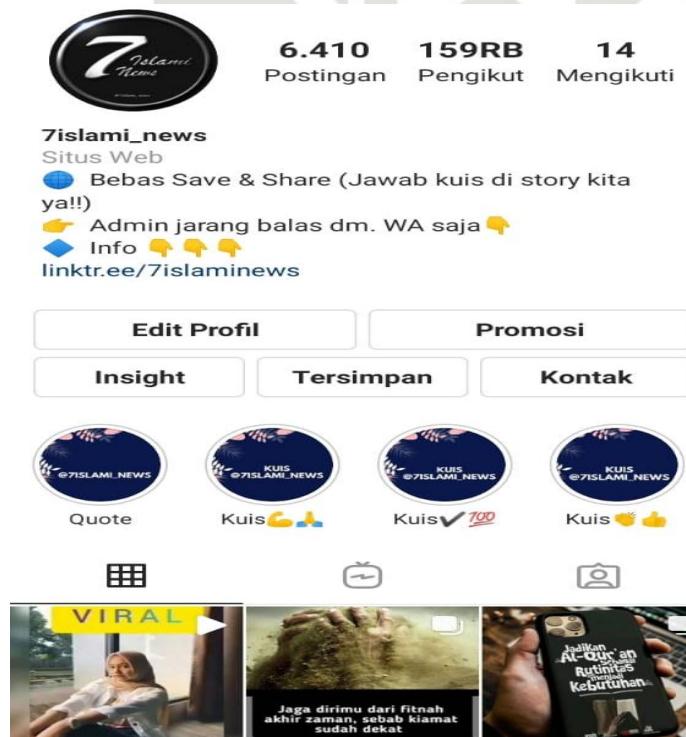 7 Islami
News
6.410 159RB 14
Postingan Pengikut Mengikuti
7islami_news
Situs Web
🌐 Bebas Save & Share (Jawab kuis di story kita
ya!!)
👉 Admin jarang balas dm. WA saja👇
🔷 Info 👇👇👇
linktr.ee/7islaminews
Edit Profil Promosi
Insight Tersimpan Kontak
@7ISLAMI_NEWS
KUIS
@7ISLAMI_NEWS
KUIS
@7ISLAMI_NEWS
KUIS
@7ISLAMI_NEWS
Quote Kuis💪🙏 Kuis✔💯 Kuis👏👍
VIRAL
Jaga dirimu dari fitnah
akhir zaman, sebab kiamat
sudah dekat
Jadikan
Al-Qur'an
Sebagai
Rutinitas
menjadi
Kebutuhan